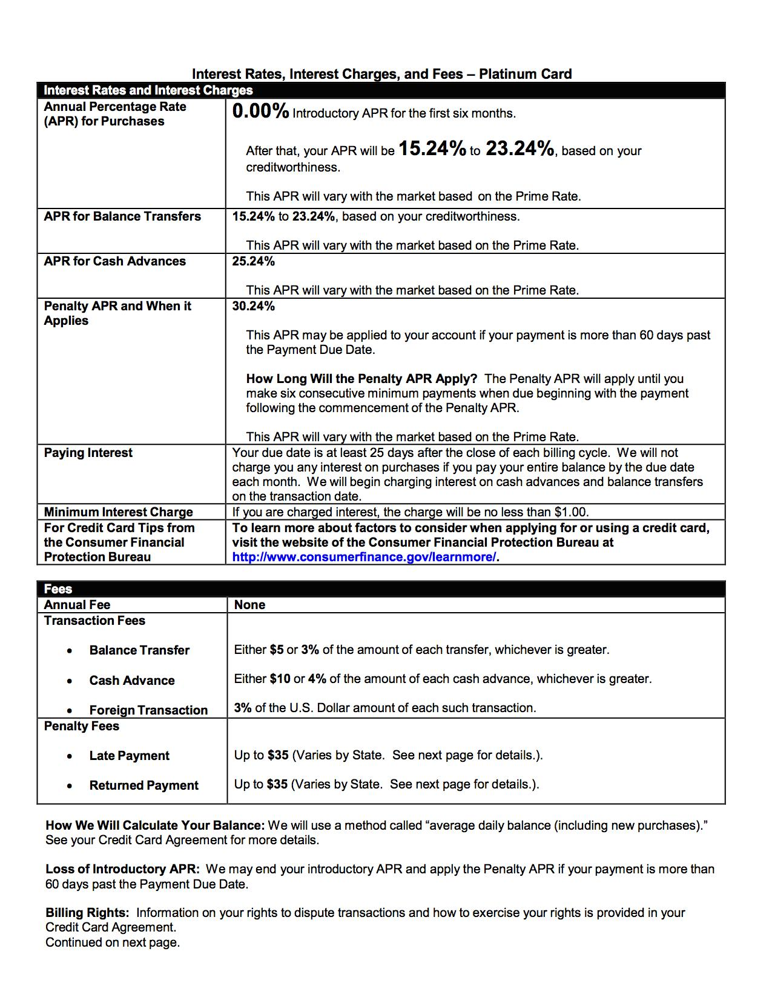 Interest Rates, Interest Charges, and Fees – Platinum Card
Interest Rates and Interest Charges
Annual Percentage Rate
(APR) for Purchases
0.00% Introductory APR for the first six months.
After that, your APR will be 15.24% to 23.24%, based on your
creditworthiness.
This APR will vary with the market based on the Prime Rate.
APR for Balance Transfers
15.24% to 23.24%, based on your creditworthiness.
This APR will vary with the market based on the Prime Rate.
APR for Cash Advances
25.24%
This APR will vary with the market based on the Prime Rate.
Penalty APR and When it
Applies
30.24%
This APR may be applied to your account if your payment is more than 60 days past
the Payment Due Date.
How Long Will the Penalty APR Apply? The Penalty APR will apply until you
make six consecutive minimum payments when due beginning with the payment
following the commencement of the Penalty APR.
This APR will vary with the market based on the Prime Rate.
Paying Interest
Your due date is at least 25 days after the close of each billing cycle. We will not
charge you any interest on purchases if you pay your entire balance by the due date
each month. We will begin charging interest on cash advances and balance transfers
on the transaction date.
Minimum Interest Charge
If you are charged interest, the charge will be no less than $1.00.
For Credit Card Tips from
the Consumer Financial
Protection Bureau
To learn more about factors to consider when applying for or using a credit card,
visit the website of the Consumer Financial Protection Bureau at
http://www.consumerfinance.gov/learnmore/.
Fees
Annual Fee
None
Transaction Fees
• Balance Transfer
Either $5 or 3% of the amount of each transfer, whichever is greater.
• Cash Advance
Either $10 or 4% of the amount of each cash advance, whichever is greater.
• Foreign Transaction
3% of the U.S. Dollar amount of each such transaction.
Penalty Fees
• Late Payment
Up to $35 (Varies by State. See next page for details.).
• Returned Payment
Up to $35 (Varies by State. See next page for details.).
How We Will Calculate Your Balance: We will use a method called “average daily balance (including new purchases).”
See your Credit Card Agreement for more details.
Loss of Introductory APR: We may end your introductory APR and apply the Penalty APR if your payment is more than
60 days past the Payment Due Date.
Billing Rights: Information on your rights to dispute transactions and how to exercise your rights is provided in your
Credit Card Agreement.
Continued on next page.